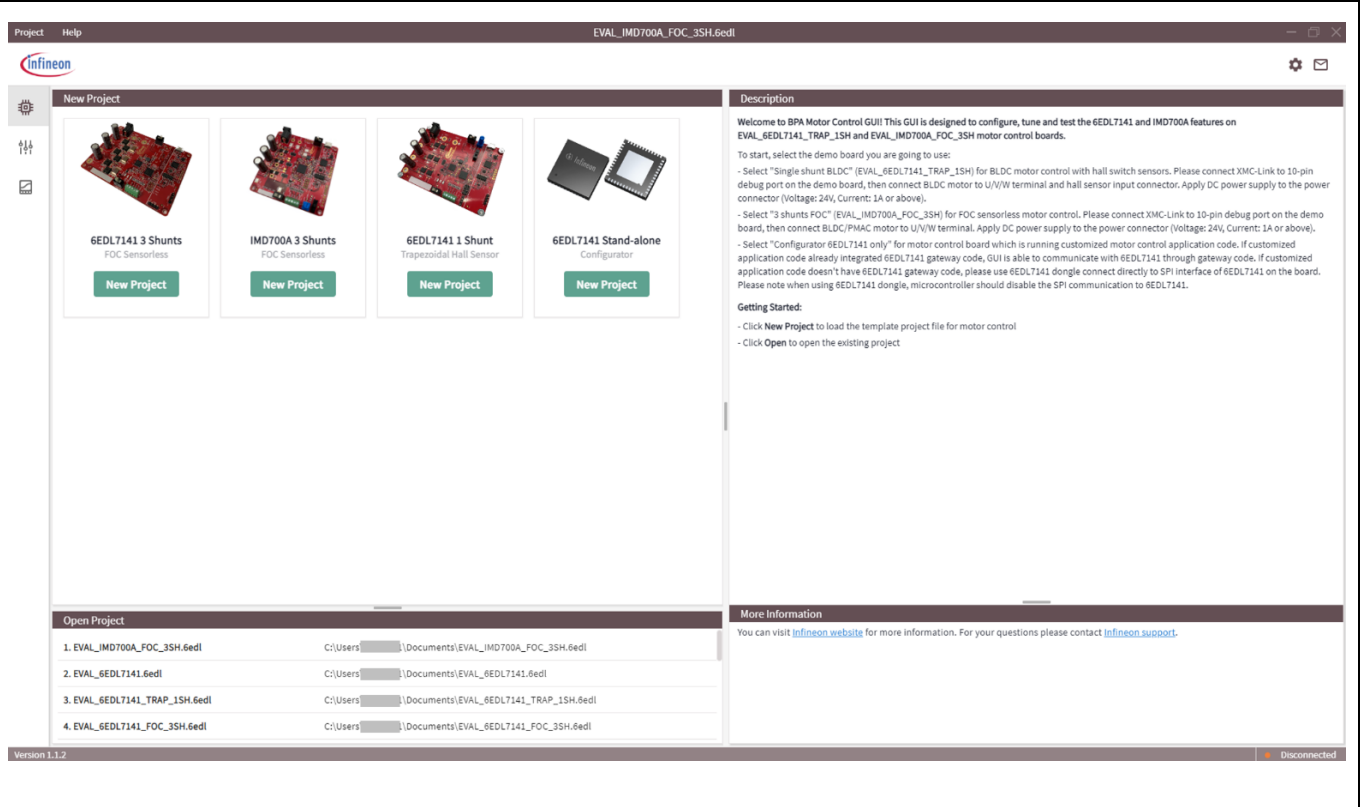 Project Help EVAL_IMD700A_FOC_3SH.6edl
infineon
New Project
6EDL7141 3 Shunts
FOC Sensorless
New Project
IMD700A 3 Shunts
FOC Sensorless
New Project
6EDL7141 1 Shunt
Trapezoidal Hall Sensor
New Project
Infineon
6EDL7141 Stand-alone
Configurator
New Project
Open Project
1. EVAL_IMD700A_FOC_3SH.6edl C:\Users\Documents\EVAL_IMD700A_FOC_3SH.6edl
2. EVAL_6EDL7141.6edl C:\Users\Documents\EVAL_6EDL7141.6edl
3. EVAL_6EDL7141_TRAP_1SH.6edl C:\Users\Documents\EVAL_6EDL7141_TRAP_1SH.6edl
4. EVAL_6EDL7141_FOC_3SH.6edl C:\Users\Documents\EVAL_6EDL7141_FOC_3SH.6edl
Description
Welcome to BPA Motor Control GUI! This GUI is designed to configure, tune and test the 6EDL7141 and IMD700A features on
EVAL_6EDL7141_TRAP_1SH and EVAL_IMD700A_FOC_3SH motor control boards.
To start, select the demo board you are going to use:
- Select "Single shunt BLDC" (EVAL_6EDL7141_TRAP_1SH) for BLDC motor control with hall switch sensors. Please connect XMC-Link to 10-pin
debug port on the demo board, then connect BLDC motor to U/V/W terminal and hall sensor input connector. Apply DC power supply to the power
connector (Voltage: 24V, Current: 1A or above).
- Select "3 shunts FOC" (EVAL_IMD700A_FOC_3SH) for FOC sensorless motor control. Please connect XMC-Link to 10-pin debug port on the demo
board, then connect BLDC/PMAC motor to U/V/W terminal. Apply DC power supply to the power connector (Voltage: 24V, Current: 1A or above).
- Select "Configurator 6EDL7141 only" for motor control board which is running customized motor control application code. If customized
application code already integrated 6EDL7141 gateway code, GUI is able to communicate with 6EDL7141 through gateway code. If customized
application code doesn't have 6EDL7141 gateway code, please use 6EDL7141 dongle connect directly to SPI interface of 6EDL7141 on the board.
Please note when using 6EDL7141 dongle, microcontroller should disable the SPI communication to 6EDL7141.
Getting Started:
- Click New Project to load the template project file for motor control
- Click Open to open the existing project
More Information
You can visit Infineon website for more information. For your questions please contact Infineon support.
Version 1.1.2 Disconnected